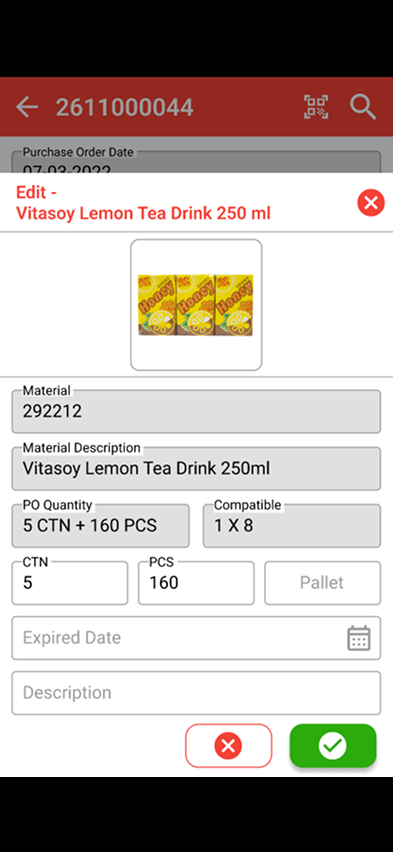 2611000044
Purchase Order Date
07-03-2022
Edit -
Vitasoy Lemon Tea Drink 250 ml
Honey Honey Honey
Material
292212
Material Description
Vitasoy Lemon Tea Drink 250ml
PO Quantity
5 CTN + 160 PCS
Compatible
1 X 8
CTN
5
PCS
160
Pallet
Expired Date
Description